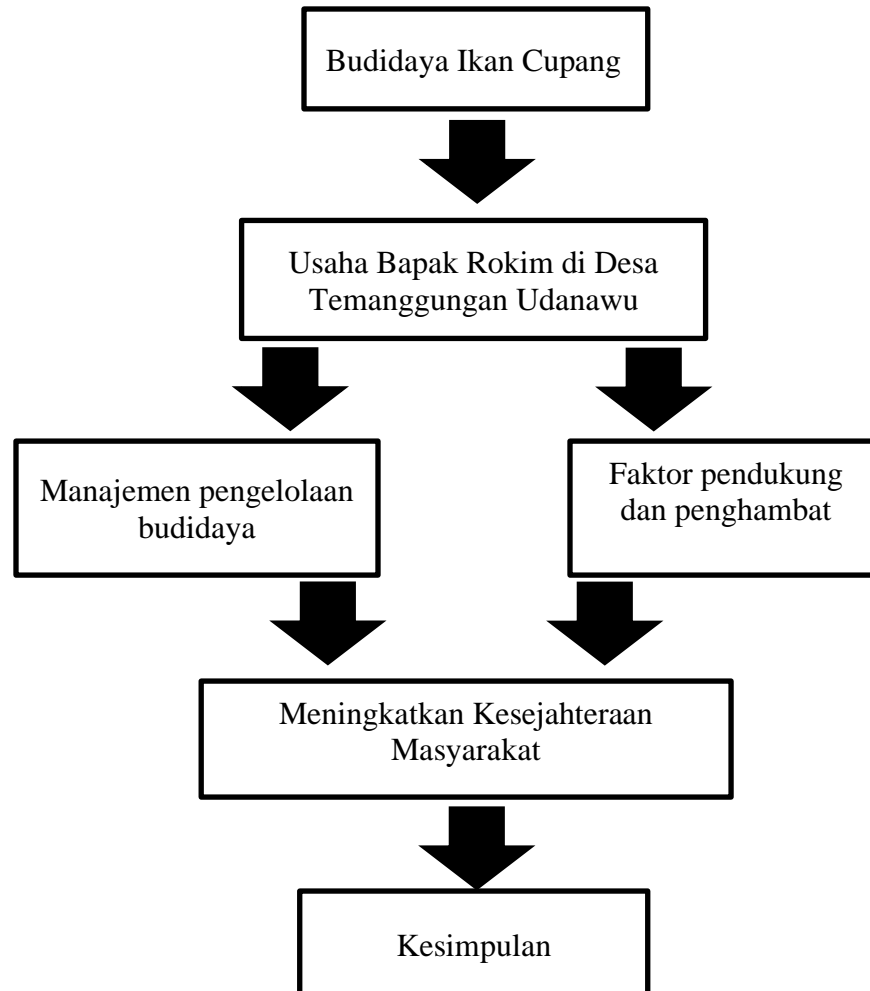 Budidaya Ikan Cupang
Usaha Bapak Rokim di Desa
Temanggungan Udanawu
Manajemen pengelolaan
budidaya
Faktor pendukung
dan penghambat
Meningkatkan Kesejahteraan
Masyarakat
Kesimpulan